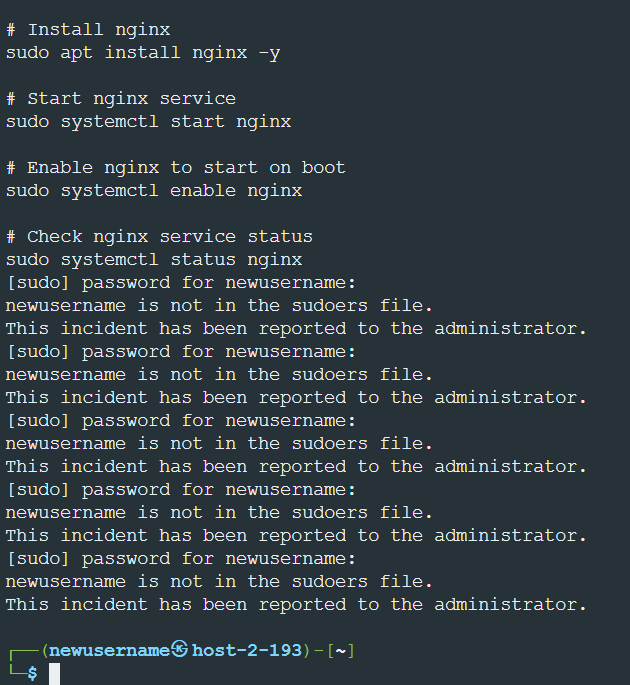 # Install nginx
sudo apt install nginx -y
# Start nginx service
sudo systemctl start nginx
# Enable nginx to start on boot
sudo systemctl enable nginx
# Check nginx service status
sudo systemctl status nginx
[sudo] password for newusername:
newusername is not in the sudoers file.
This incident has been reported to the administrator.
[sudo] password for newusername:
newusername is not in the sudoers file.
This incident has been reported to the administrator.
[sudo] password for newusername:
newusername is not in the sudoers file.
This incident has been reported to the administrator.
[sudo] password for newusername:
newusername is not in the sudoers file.
This incident has been reported to the administrator.
[sudo] password for newusername:
newusername is not in the sudoers file.
This incident has been reported to the administrator.
┌──(newusername㉿host-2-193)-[~]
└─$